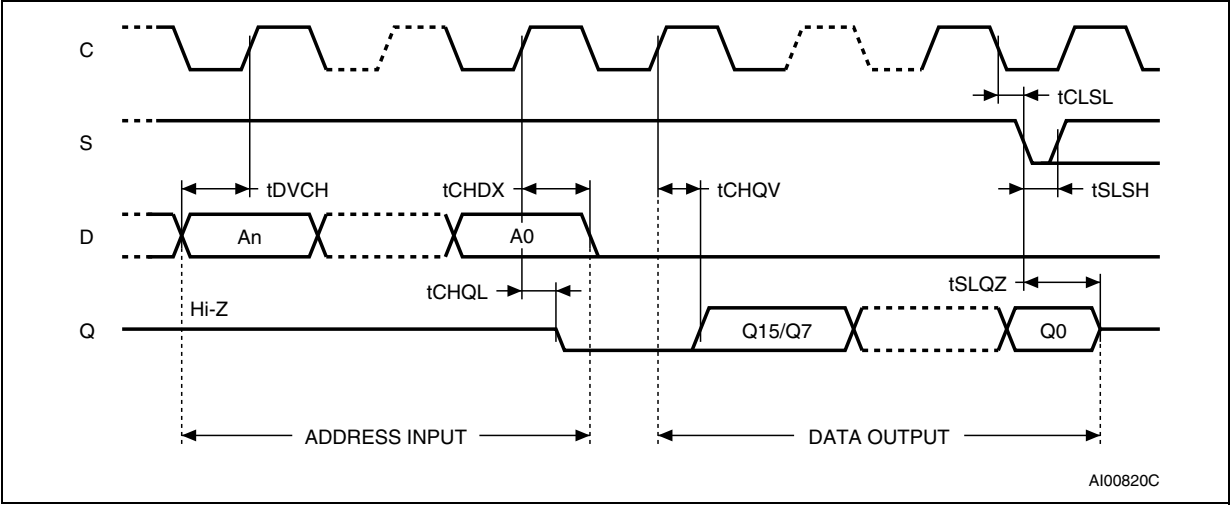 C
tCLSL
S
tDVCH
tCHDX
tCHQV
tSLSH
D
An
A0
tCHQL
tSLQZ
Hi-Z
Q
Q15/Q7
Q0
ADDRESS INPUT
DATA OUTPUT
AI00820C